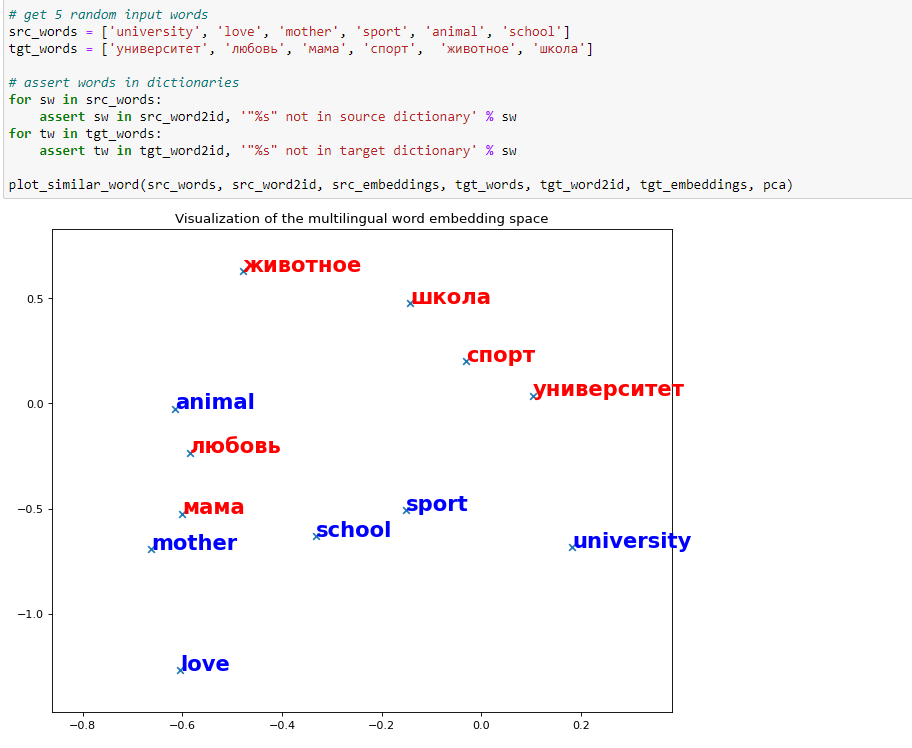 # get 5 random input words
src_words = ['university', 'love', 'mother', 'sport', 'animal', 'school']
tgt_words = ['университет', 'любовь', 'мама', 'спорт',  'животное', 'школа']
# assert words in dictionaries
for sw in src_words:
    assert sw in src_word2id, '"%s" not in source dictionary' % sw
for tw in tgt_words:
    assert tw in tgt_word2id, '"%s" not in target dictionary' % sw
plot_similar_word(src_words, src_word2id, src_embeddings, tgt_words, tgt_word2id, tgt_embeddings, pca)
Visualization of the multilingual word embedding space
животное
школа
0.5
спорт
университет
0.0
animal
любовь
−0.5
sport
мама
school
mother
university
−1.0
love
−0.8 −0.6 −0.4 −0.2 0.0 0.2